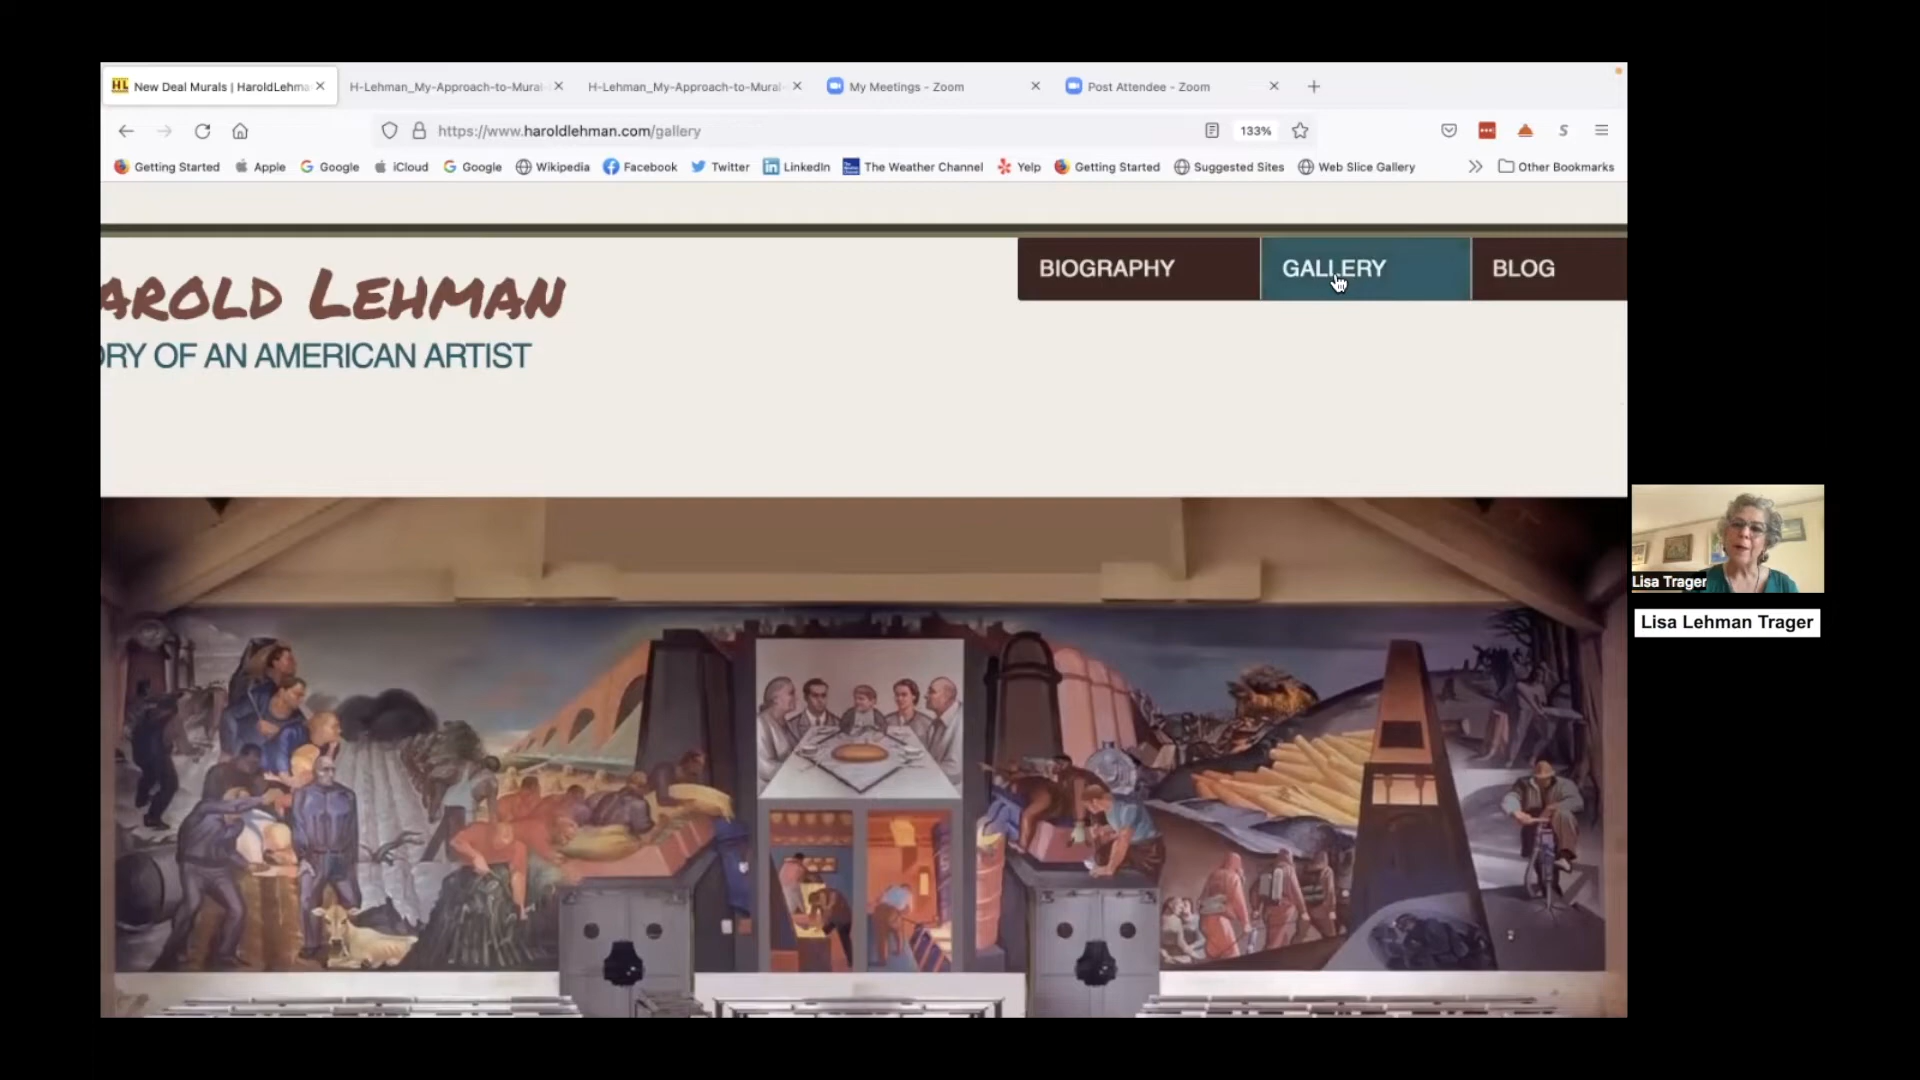 HL New Deal Murals | HaroldLehma
H-Lehman_My-Approach-to-Mural
H-Lehman_My-Approach-to-Mural
My Meetings - Zoom
Post Attendee - Zoom
https://www.haroldlehman.com/gallery
133%
S
Getting Started
Apple
Google
iCloud
Google
Wikipedia
Facebook
Twitter
LinkedIn
The Weather Channel
Yelp
Getting Started
Suggested Sites
Web Slice Gallery
Other Bookmarks
BIOGRAPHY
GALLERY
BLOG
AROLD LEHMAN
ORY OF AN AMERICAN ARTIST
Lisa Trager
Lisa Lehman Trager